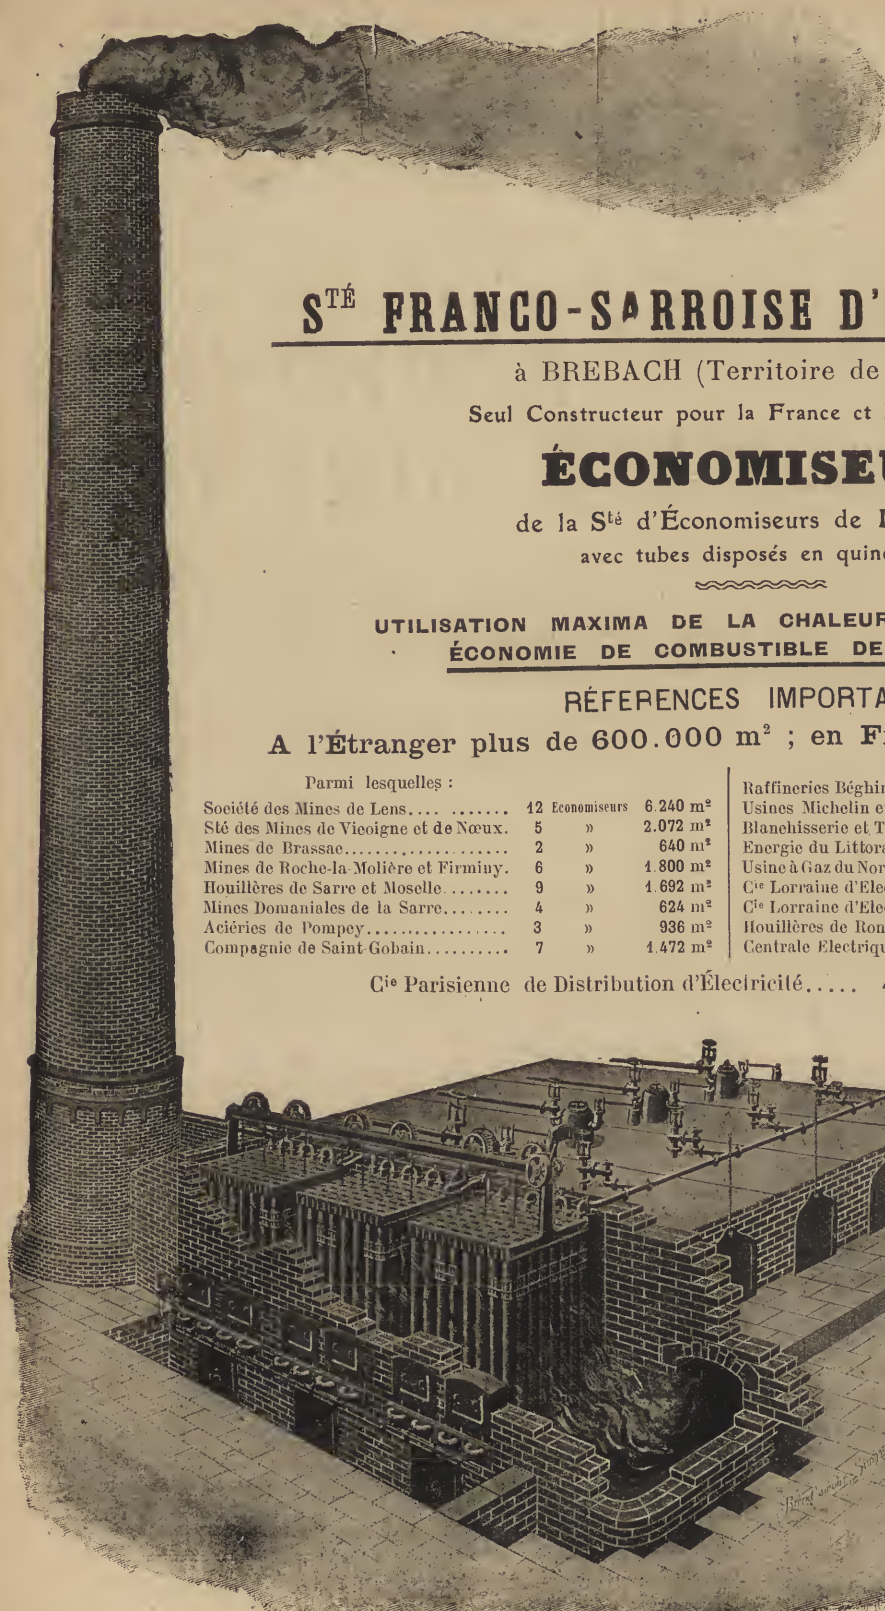 STÉ FRANCO-SARROISE D'
à BREBACH (Territoire de
Seul Constructeur pour la France et
ÉCONOMISEU
de la Sté d'Économiseurs de
avec tubes disposés en quinc
UTILISATION MAXIMA DE LA CHALEUR
ÉCONOMIE DE COMBUSTIBLE DE
RÉFERENCES IMPORTA
A l'Étranger plus de 600.000 m² ; en F
Parmi lesquelles :
Société des Mines de Lens.... ....... 12 Economiseurs 6.240 m²
Sté des Mines de Vicoigne et de Nœux. 5 » 2.072 m²
Mines de Brassac.................... 2 » 640 m²
Mines de Roche-la-Molière et Firminy. 6 » 1.800 m²
Houillères de Sarre et Moselle........ 9 » 1.692 m²
Mines Domaniales de la Sarre........ 4 » 624 m²
Aciéries de Pompey................. 3 » 936 m²
Compagnie de Saint-Gobain.......... 7 » 1.472 m²
Raffineries Béghin
Usines Michelin e
Blanchisserie et T
Energie du Littora
Usine à Gaz du Nor
Cie Lorraine d'Elec
Cie Lorraine d'Elec
Houillères de Ron
Centrale Electriqu
Cie Parisienne de Distribution d'Électricité.....